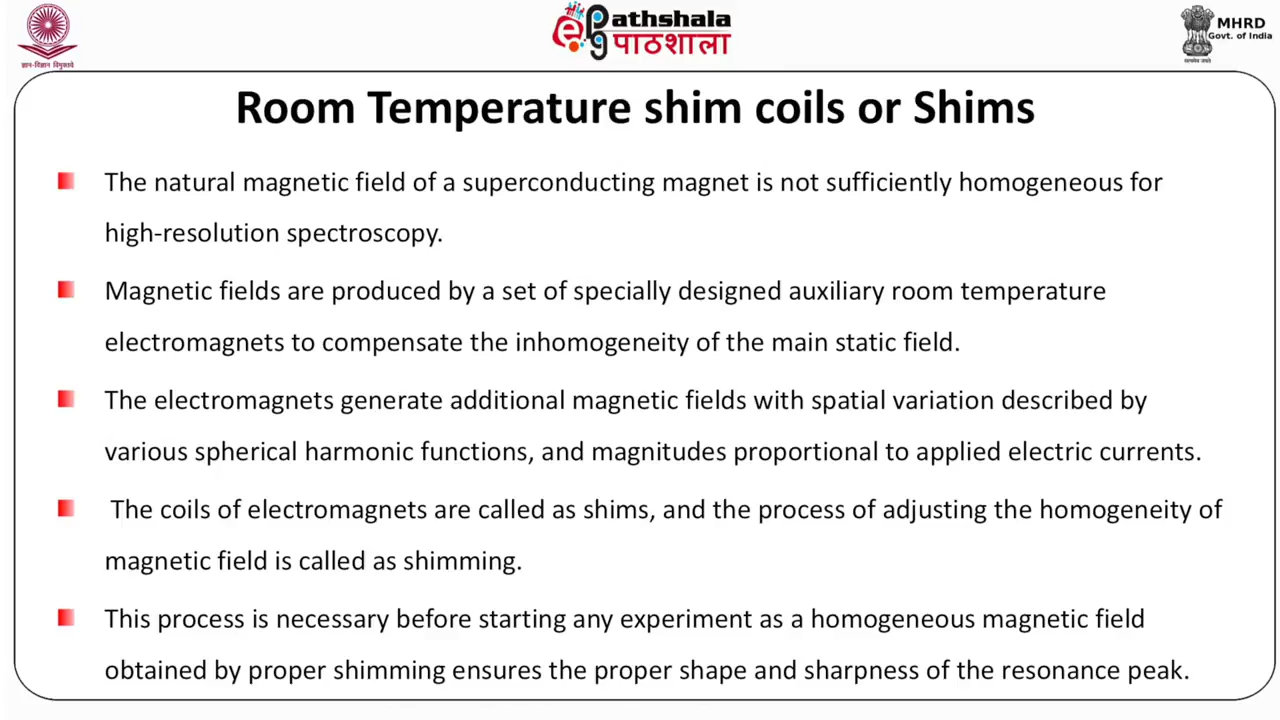 ज्ञान-विज्ञान विमुक्तये
ePathshala
पाठशाला
MHRD
Govt. of India
सत्यमेव जयते
Room Temperature shim coils or Shims
The natural magnetic field of a superconducting magnet is not sufficiently homogeneous for
high-resolution spectroscopy.
Magnetic fields are produced by a set of specially designed auxiliary room temperature
electromagnets to compensate the inhomogeneity of the main static field.
The electromagnets generate additional magnetic fields with spatial variation described by
various spherical harmonic functions, and magnitudes proportional to applied electric currents.
The coils of electromagnets are called as shims, and the process of adjusting the homogeneity of
magnetic field is called as shimming.
This process is necessary before starting any experiment as a homogeneous magnetic field
obtained by proper shimming ensures the proper shape and sharpness of the resonance peak.